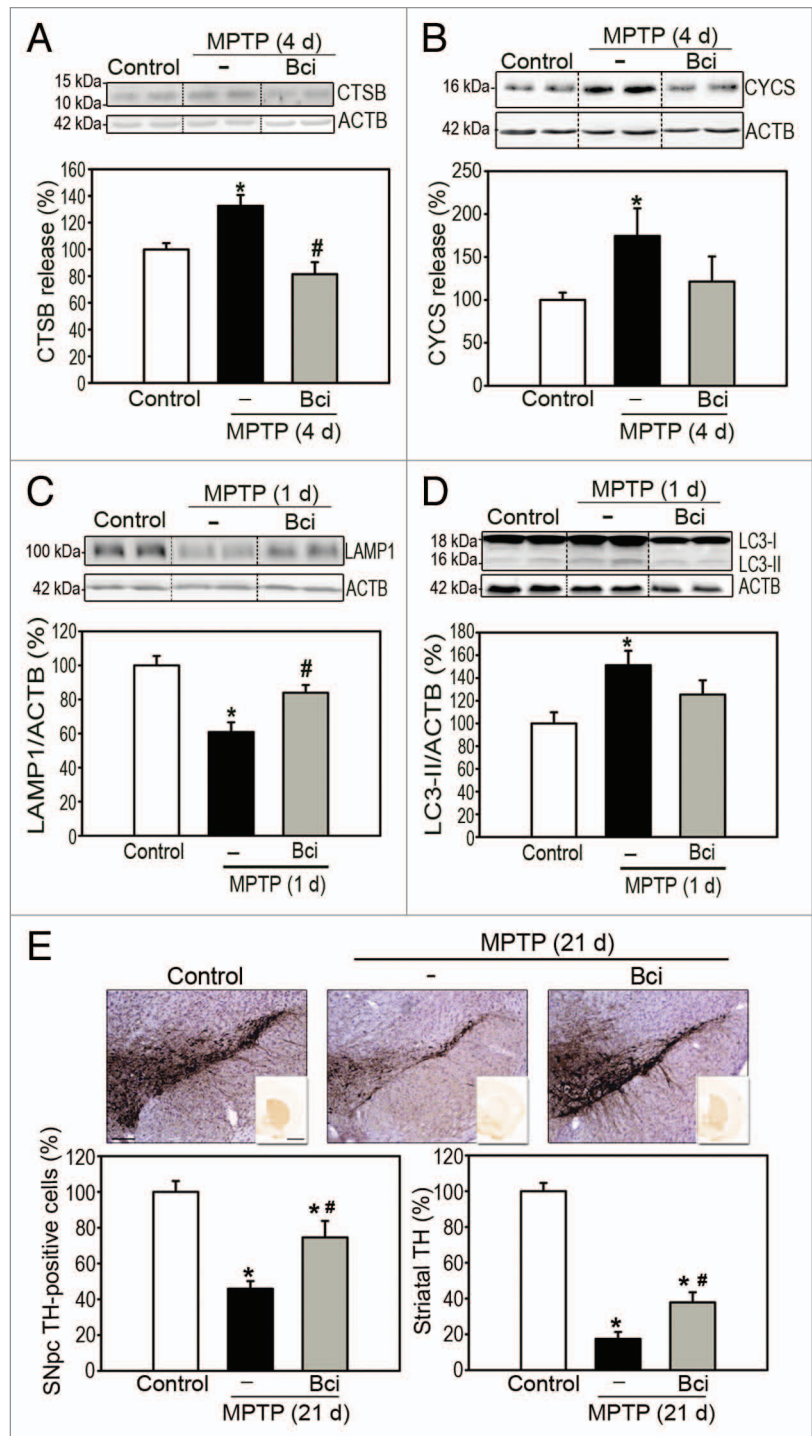 A
MPTP (4 d)
Control – Bci
15 kDa
10 kDa
CTSB
42 kDa
ACTB
CTSB release (%)
160
140
120
100
80
60
40
20
0
*
#
Control – Bci
MPTP (4 d)
B
MPTP (4 d)
Control – Bci
16 kDa
CYCS
42 kDa
ACTB
CYCS release (%)
250
200
150
100
50
0
*
Control – Bci
MPTP (4 d)
C
MPTP (1 d)
Control - Bci
100 kDa
LAMP1
42 kDa
ACTB
LAMP1/ACTB (%)
120
100
80
60
40
20
0
*
#
Control – Bci
MPTP (1 d)
D
MPTP (1 d)
Control - Bci
18 kDa
LC3-I
16 kDa
LC3-II
42 kDa
ACTB
LC3-II/ACTB (%)
180
160
140
120
100
80
60
40
20
0
*
Control – Bci
MPTP (1 d)
E
MPTP (21 d)
Control - Bci
SNpc TH-positive cells (%)
120
100
80
60
40
20
0
*
* #
Control – Bci
MPTP (21 d)
Striatal TH (%)
120
100
80
60
40
20
0
*
* #
Control – Bci
MPTP (21 d)